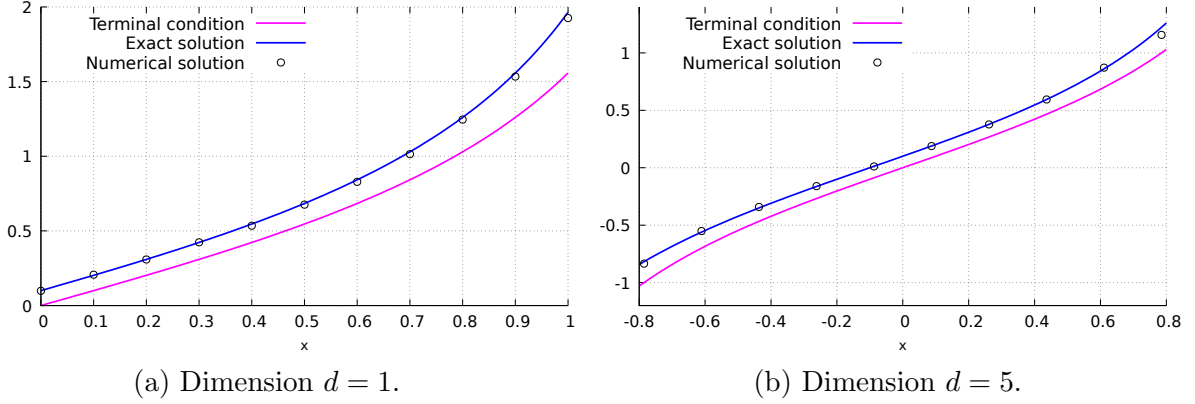 Terminal condition
Exact solution
Numerical solution
2
1.5
1
0.5
0
0 0.1 0.2 0.3 0.4 0.5 0.6 0.7 0.8 0.9 1
x
(a) Dimension d = 1.
Terminal condition
Exact solution
Numerical solution
1
0.5
0
-0.5
-1
-0.8 -0.6 -0.4 -0.2 0 0.2 0.4 0.6 0.8
x
(b) Dimension d = 5.